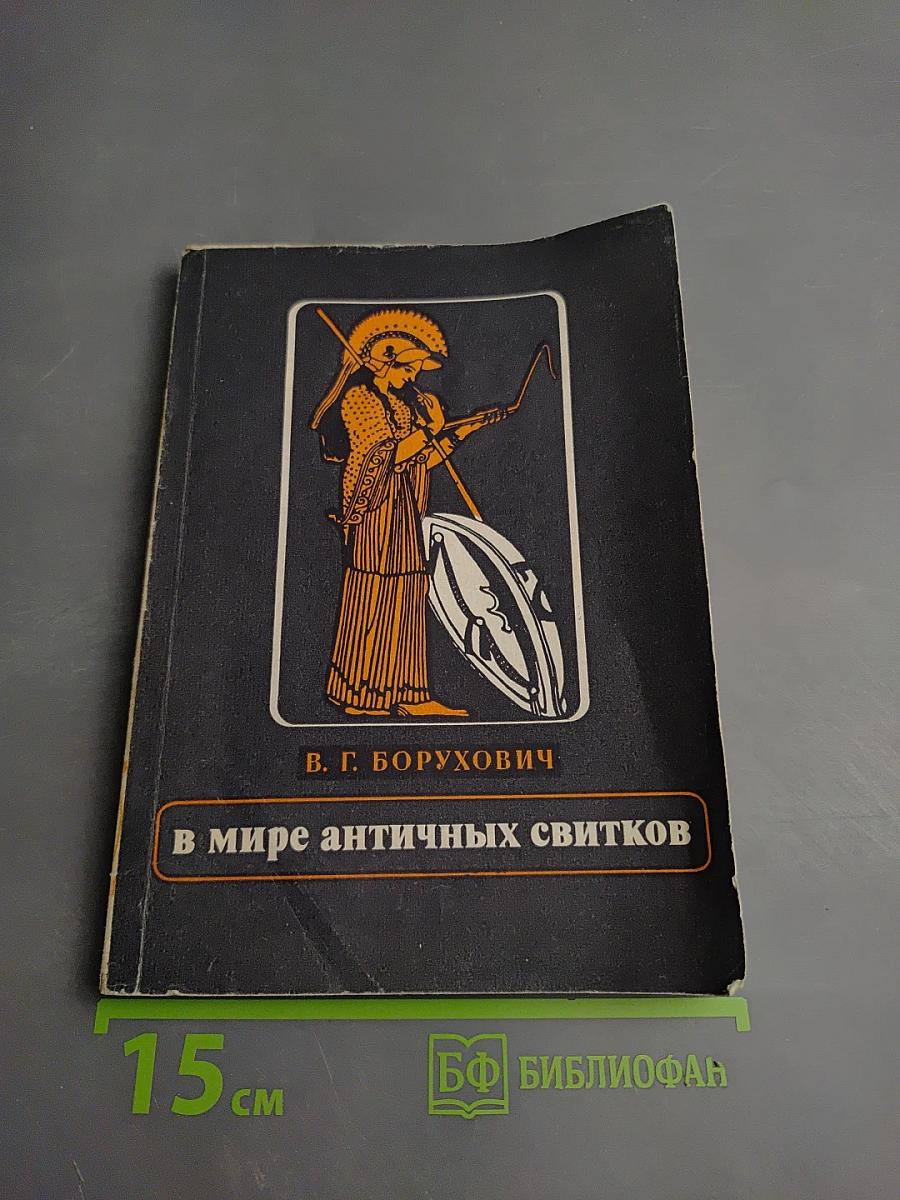 В. Г. БОРУХОВИЧ
в мире античных свитков
15 см
БФ БИБЛИОФАН